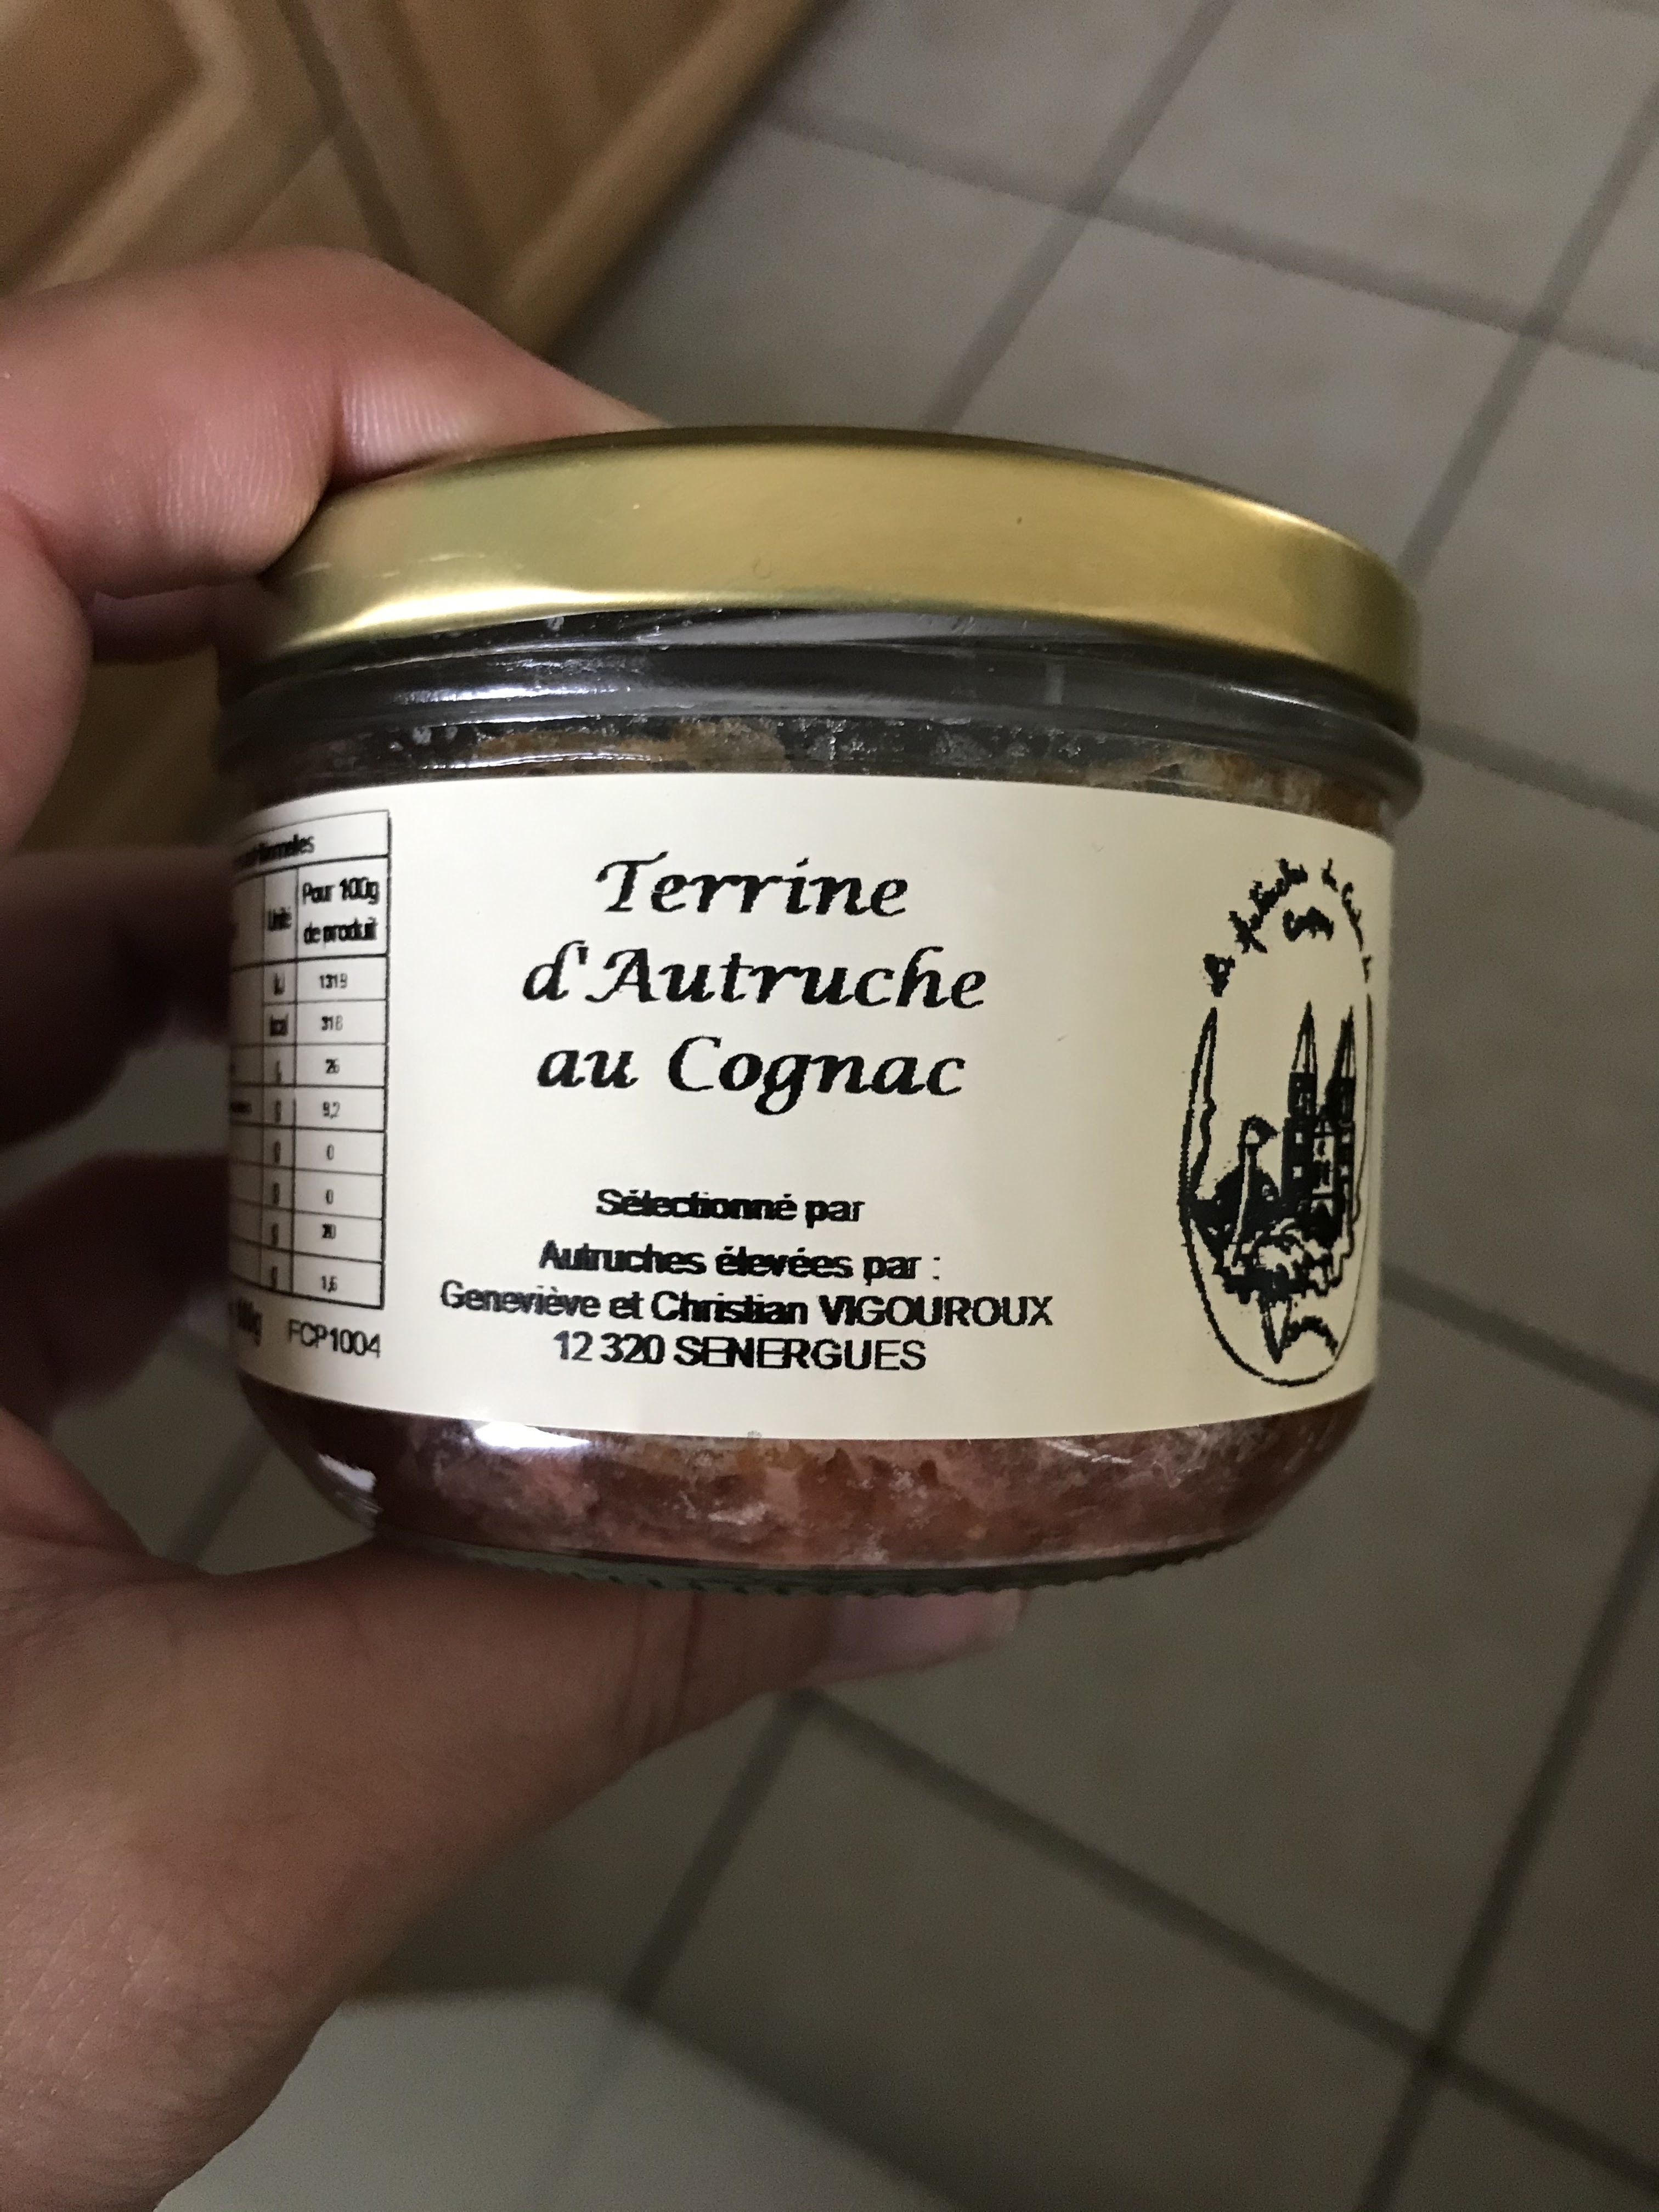 Pour 100g
de produit
Unité
kJ 1319
kcal 318
g 26
g 9,2
g 0
g 0
g 20
g 1,6
FCP1004
Terrine
d'Autruche
au Cognac
Sélectionné par
Autruches élevées par :
Geneviève et Christian VIGOUROUX
12 320 SENERGUES